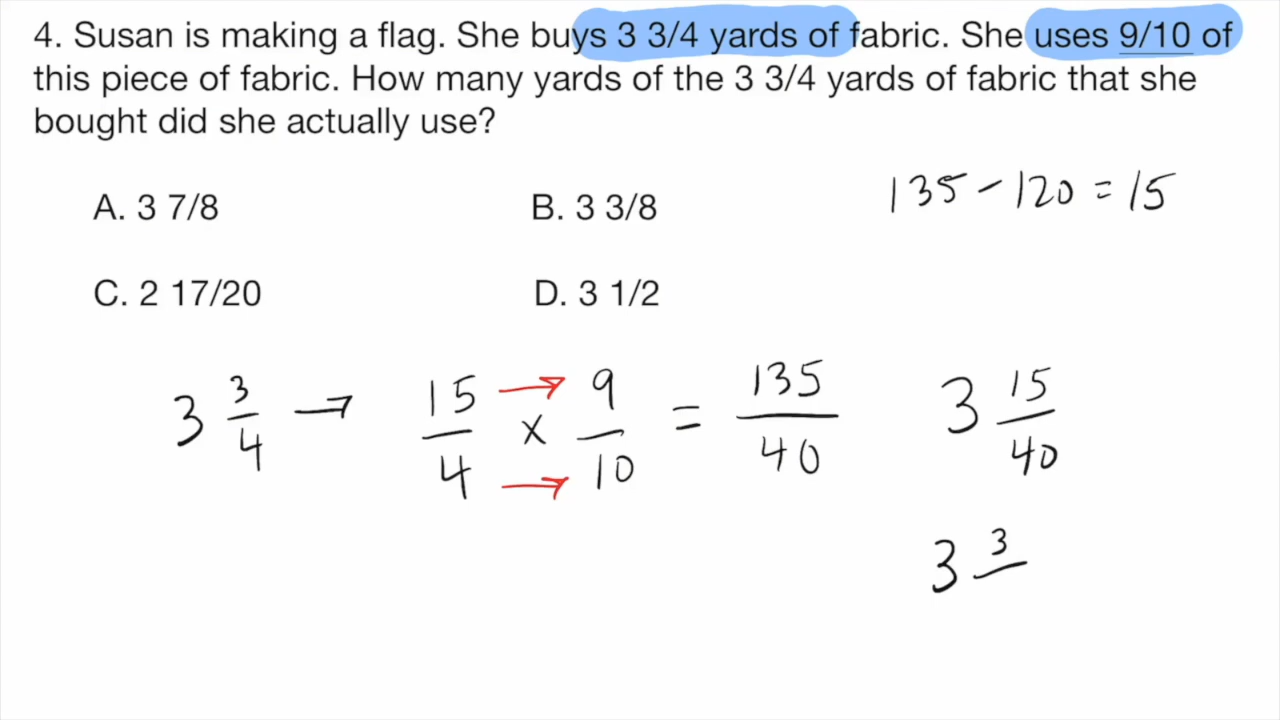 4. Susan is making a flag. She buys 3 3/4 yards of fabric. She uses 9/10 of
this piece of fabric. How many yards of the 3 3/4 yards of fabric that she
bought did she actually use?
135 - 120 = 15
A. 3 7/8 B. 3 3/8
C. 2 17/20 D. 3 1/2
3 3/4 → 15/4 x 9/10 = 135/40 3 15/40
3 3/